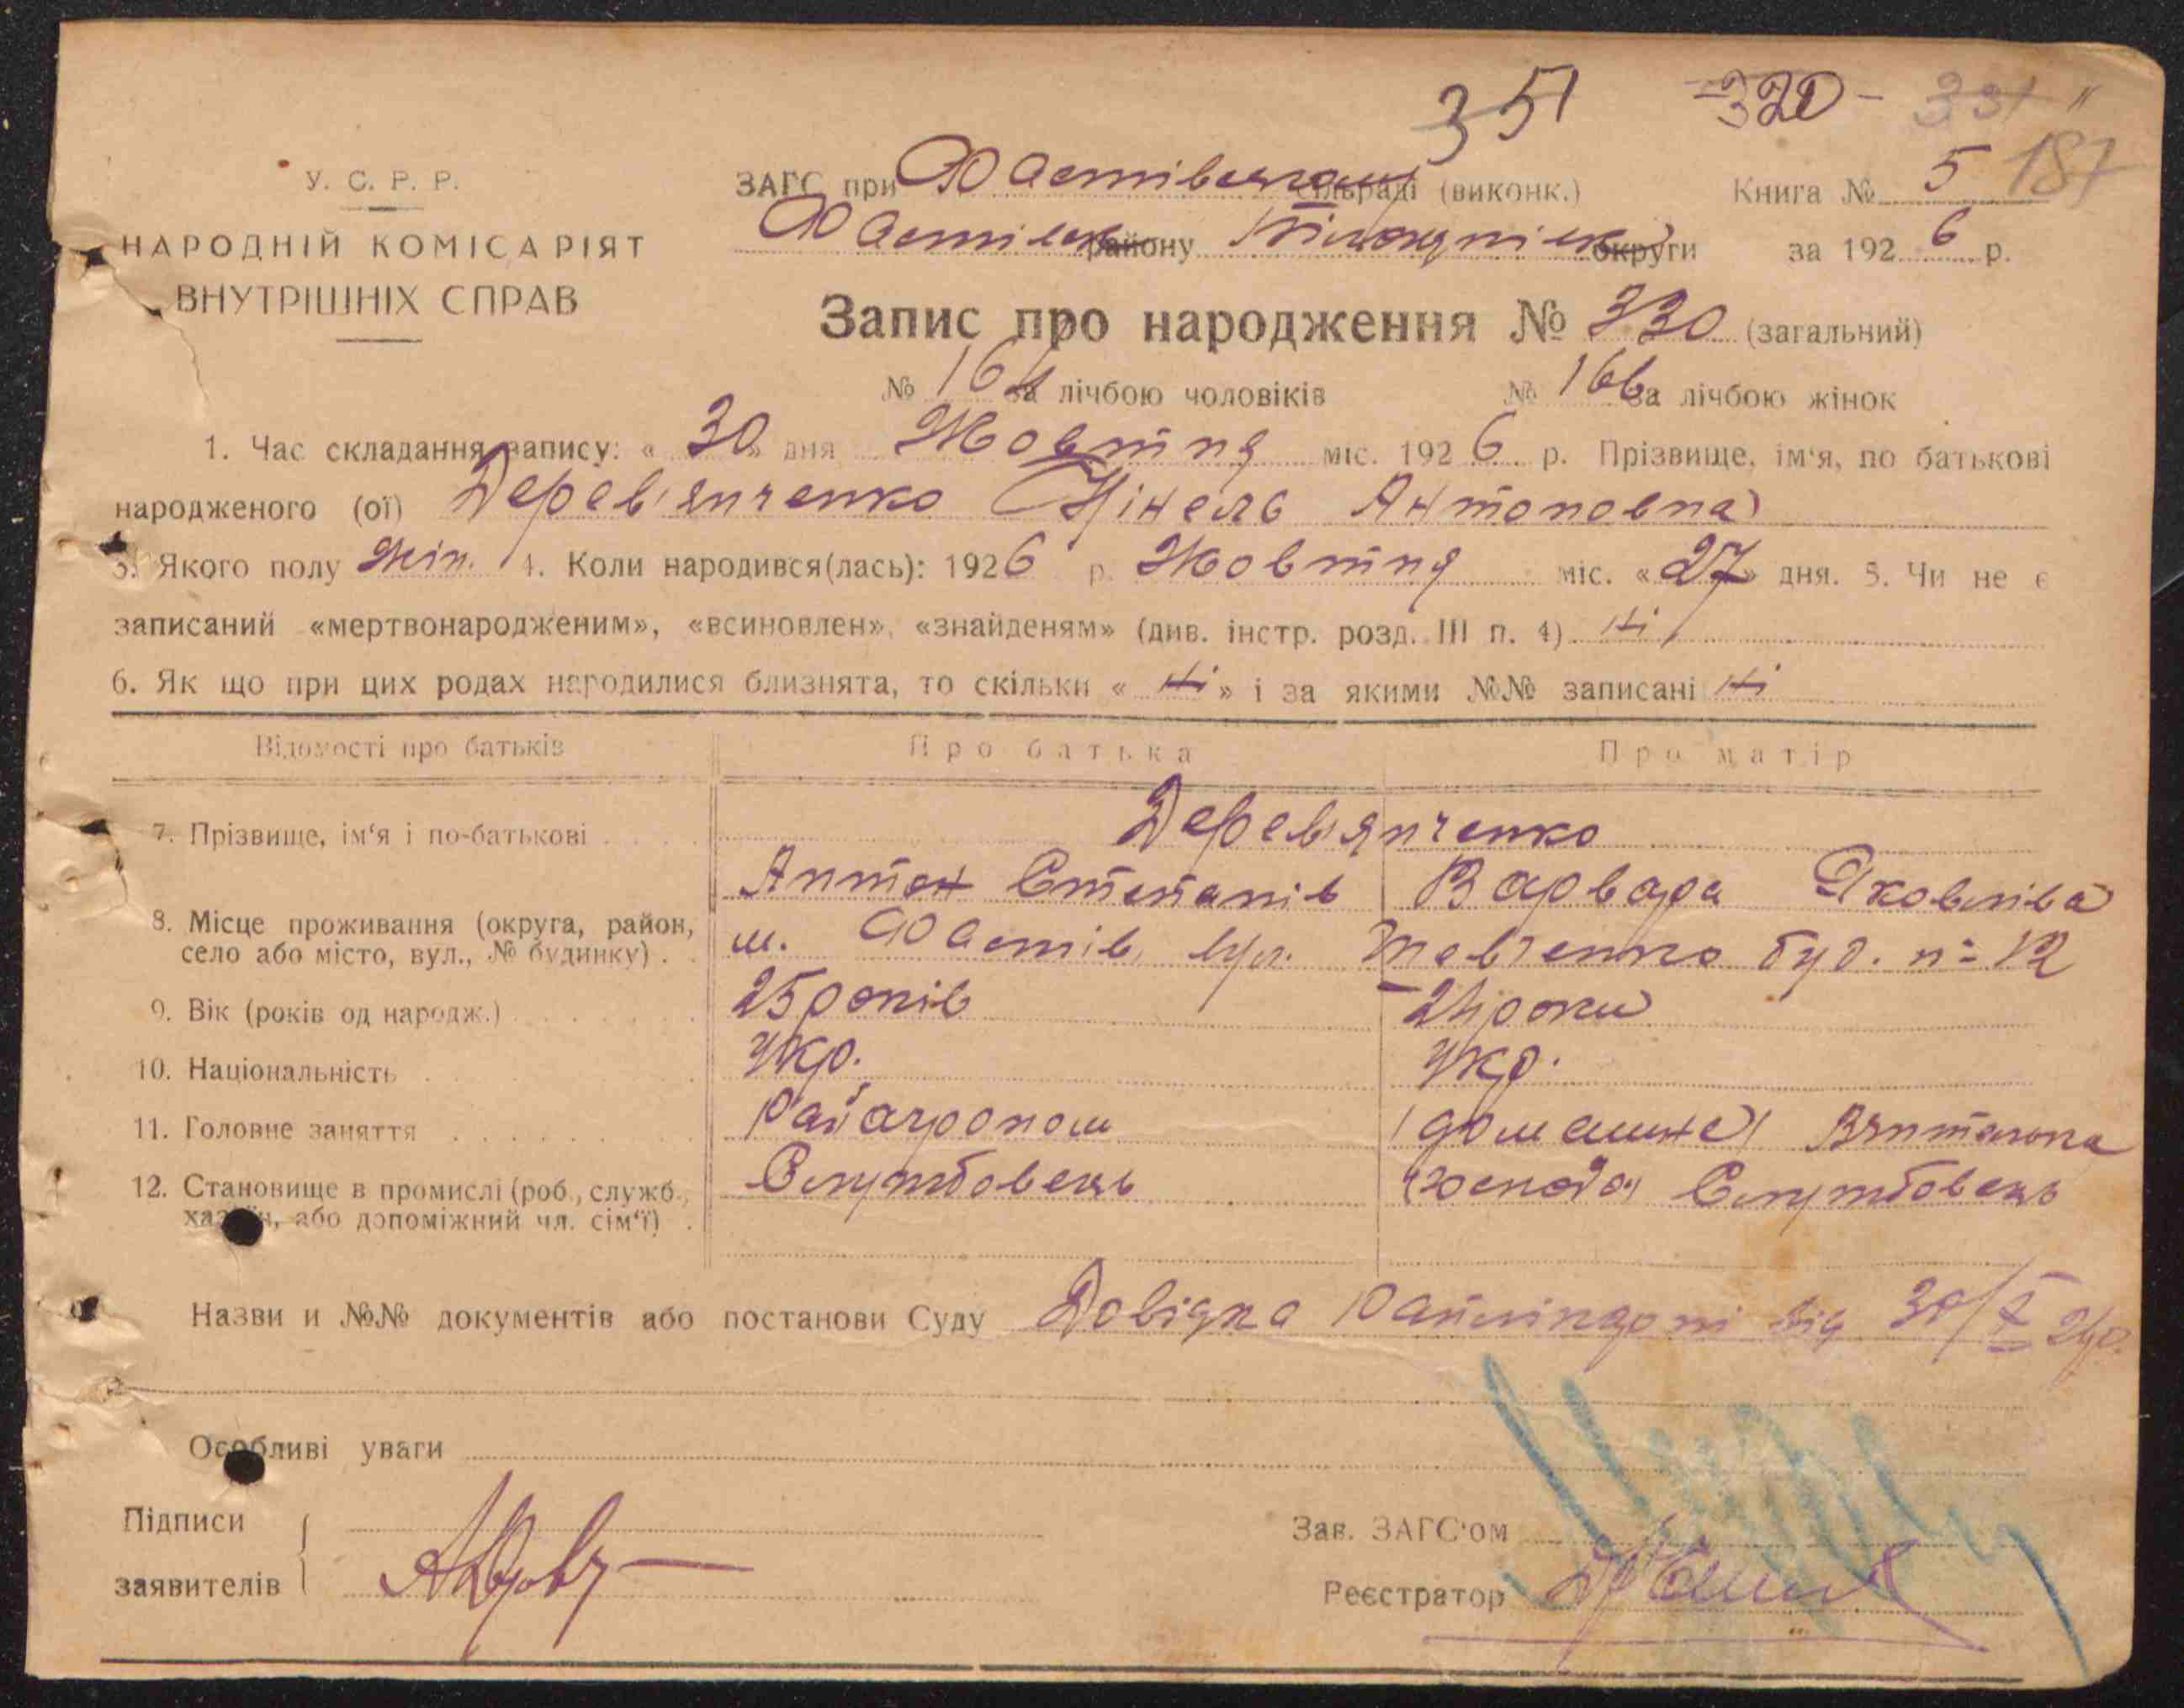 351 320 - 331 "
187
У. С. Р. Р.
НАРОДНІЙ КОМІСАРІЯТ
ВНУТРІШНІХ СПРАВ
ЗАГС при Фастівськом сільраді (виконк.) Книга № 5
Фастівськ району Білоцерківськ округи за 1926 р.
Запис про народження № 330 (загальний)
№ 164 за лічбою чоловіків № 166 за лічбою жінок
1. Час складання запису: « 30 » дня Жовтня міс. 1926 р. Прізвище, ім'я, по батькові
народженого (ої) Дерев'янченко Нінель Антоновна
3. Якого полу Жін. 4. Коли народився(лась): 1926 р. Жовтня міс. « 27 » дня. 5. Чи не є
записаний «мертвонародженим», «всиновлен», «знайденям» (див. інстр. розд. III п. 4) Ні
6. Як що при цих родах народилися близнята, то скільки « Ні » і за якими №№ записані Ні
Відомості про батьків Про батька Про матір
7. Прізвище, ім'я і по-батькові Дерев'янченко
Антон Степанів Варвара Яковлівa
8. Місце проживання (округа, район,
село або місто, вул., № будинку) м. Фастів, вул. Шевченко буд. н= 12
9. Вік (років од народж.) 25 років 24 роки
10. Національність Укр. Укр.
11. Головне заняття Райагроном (домашнє) Вчителька
12. Становище в промислі (роб., служб.,
хазяїн, або допоміжний чл. сім'ї) Службовець (господ) Службовець
Назви и №№ документів або постанови Суду Довідка Райлікарні від 30/X 26р.
Особливі уваги
Підписи
заявителів
Зав. ЗАГС'ом
Реєстратор